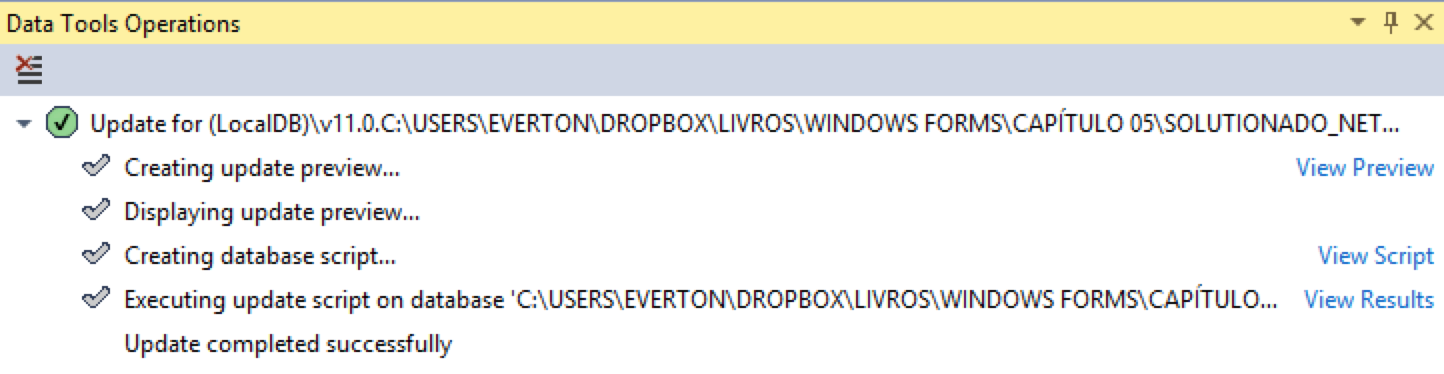 Data Tools Operations
Update for (LocalDB)\v11.0.C:\USERS\EVERTON\DROPBOX\LIVROS\WINDOWS FORMS\CAPÍTULO 05\SOLUTIONADO_NET...
Creating update preview... View Preview
Displaying update preview...
Creating database script... View Script
Executing update script on database 'C:\USERS\EVERTON\DROPBOX\LIVROS\WINDOWS FORMS\CAPÍTULO... View Results
Update completed successfully